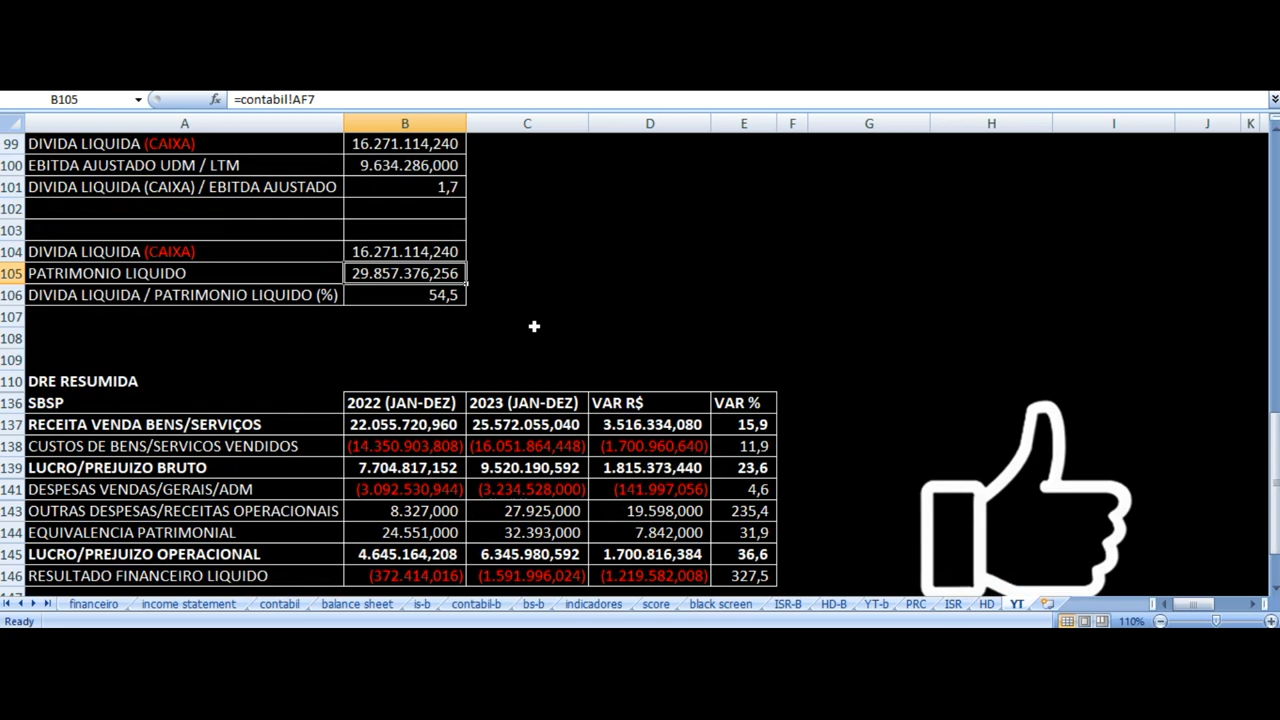 B105 fx =contabil!AF7
A B C D E F G H I J K
99 DIVIDA LIQUIDA (CAIXA) 16.271.114,240
100 EBITDA AJUSTADO UDM / LTM 9.634.286,000
101 DIVIDA LIQUIDA (CAIXA) / EBITDA AJUSTADO 1,7
102
103
104 DIVIDA LIQUIDA (CAIXA) 16.271.114,240
105 PATRIMONIO LIQUIDO 29.857.376,256
106 DIVIDA LIQUIDA / PATRIMONIO LIQUIDO (%) 54,5
107
108
109
110 DRE RESUMIDA
136 SBSP 2022 (JAN-DEZ) 2023 (JAN-DEZ) VAR R$ VAR %
137 RECEITA VENDA BENS/SERVIÇOS 22.055.720,960 25.572.055,040 3.516.334,080 15,9
138 CUSTOS DE BENS/SERVICOS VENDIDOS (14.350.903,808) (16.051.864,448) (1.700.960,640) 11,9
139 LUCRO/PREJUIZO BRUTO 7.704.817,152 9.520.190,592 1.815.373,440 23,6
141 DESPESAS VENDAS/GERAIS/ADM (3.092.530,944) (3.234.528,000) (141.997,056) 4,6
143 OUTRAS DESPESAS/RECEITAS OPERACIONAIS 8.327,000 27.925,000 19.598,000 235,4
144 EQUIVALENCIA PATRIMONIAL 24.551,000 32.393,000 7.842,000 31,9
145 LUCRO/PREJUIZO OPERACIONAL 4.645.164,208 6.345.980,592 1.700.816,384 36,6
146 RESULTADO FINANCEIRO LIQUIDO (372.414,016) (1.591.996,024) (1.219.582,008) 327,5
147
financeiro income statement contabil balance sheet is-b contabil-b bs-b indicadores score black screen ISR-B HD-B YT-b PRC ISR HD YT
Ready 110%